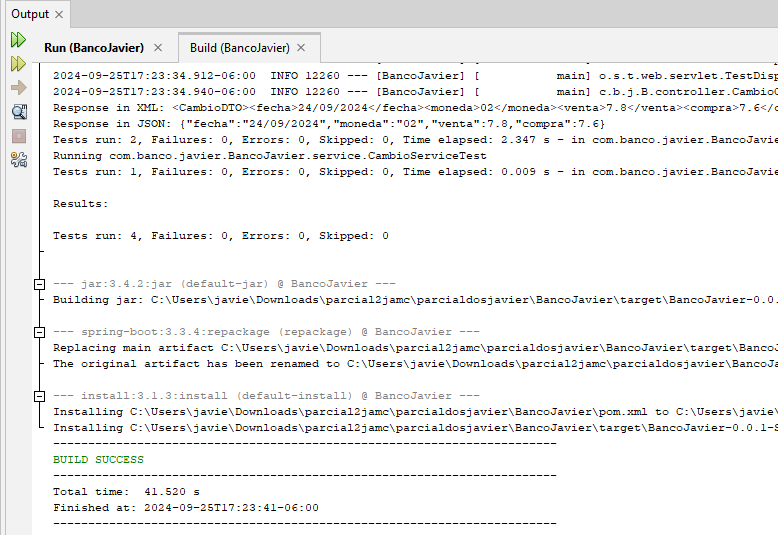 Output
Run (BancoJavier)
Build (BancoJavier)
2024-09-25T17:23:34.912-06:00  INFO 12260 --- [BancoJavier] [           main] o.s.t.web.servlet.TestDisp
2024-09-25T17:23:34.940-06:00  INFO 12260 --- [BancoJavier] [           main] c.b.j.B.controller.CambioC
Response in XML: <CambioDTO><fecha>24/09/2024</fecha><moneda>02</moneda><venta>7.8</venta><compra>7.6</c
Response in JSON: {"fecha":"24/09/2024","moneda":"02","venta":7.8,"compra":7.6}
Tests run: 2, Failures: 0, Errors: 0, Skipped: 0, Time elapsed: 2.347 s - in com.banco.javier.BancoJavie
Running com.banco.javier.BancoJavier.service.CambioServiceTest
Tests run: 1, Failures: 0, Errors: 0, Skipped: 0, Time elapsed: 0.009 s - in com.banco.javier.BancoJavie
Results:
Tests run: 4, Failures: 0, Errors: 0, Skipped: 0
--- jar:3.4.2:jar (default-jar) @ BancoJavier ---
Building jar: C:\Users\javie\Downloads\parcial2jamc\parcialdosjavier\BancoJavier\target\BancoJavier-0.0.
--- spring-boot:3.3.4:repackage (repackage) @ BancoJavier ---
Replacing main artifact C:\Users\javie\Downloads\parcial2jamc\parcialdosjavier\BancoJavier\target\BancoJ
The original artifact has been renamed to C:\Users\javie\Downloads\parcial2jamc\parcialdosjavier\BancoJa
--- install:3.1.3:install (default-install) @ BancoJavier ---
Installing C:\Users\javie\Downloads\parcial2jamc\parcialdosjavier\BancoJavier\pom.xml to C:\Users\javie\
Installing C:\Users\javie\Downloads\parcial2jamc\parcialdosjavier\BancoJavier\target\BancoJavier-0.0.1-S
------------------------------------------------------------------------
BUILD SUCCESS
------------------------------------------------------------------------
Total time:  41.520 s
Finished at: 2024-09-25T17:23:41-06:00
------------------------------------------------------------------------